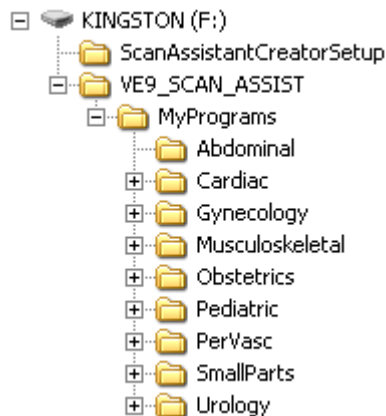 KINGSTON (F:)
ScanAssistantCreatorSetup
VE9_SCAN_ASSIST
MyPrograms
Abdominal
Cardiac
Gynecology
Musculoskeletal
Obstetrics
Pediatric
PerVasc
SmallParts
Urology